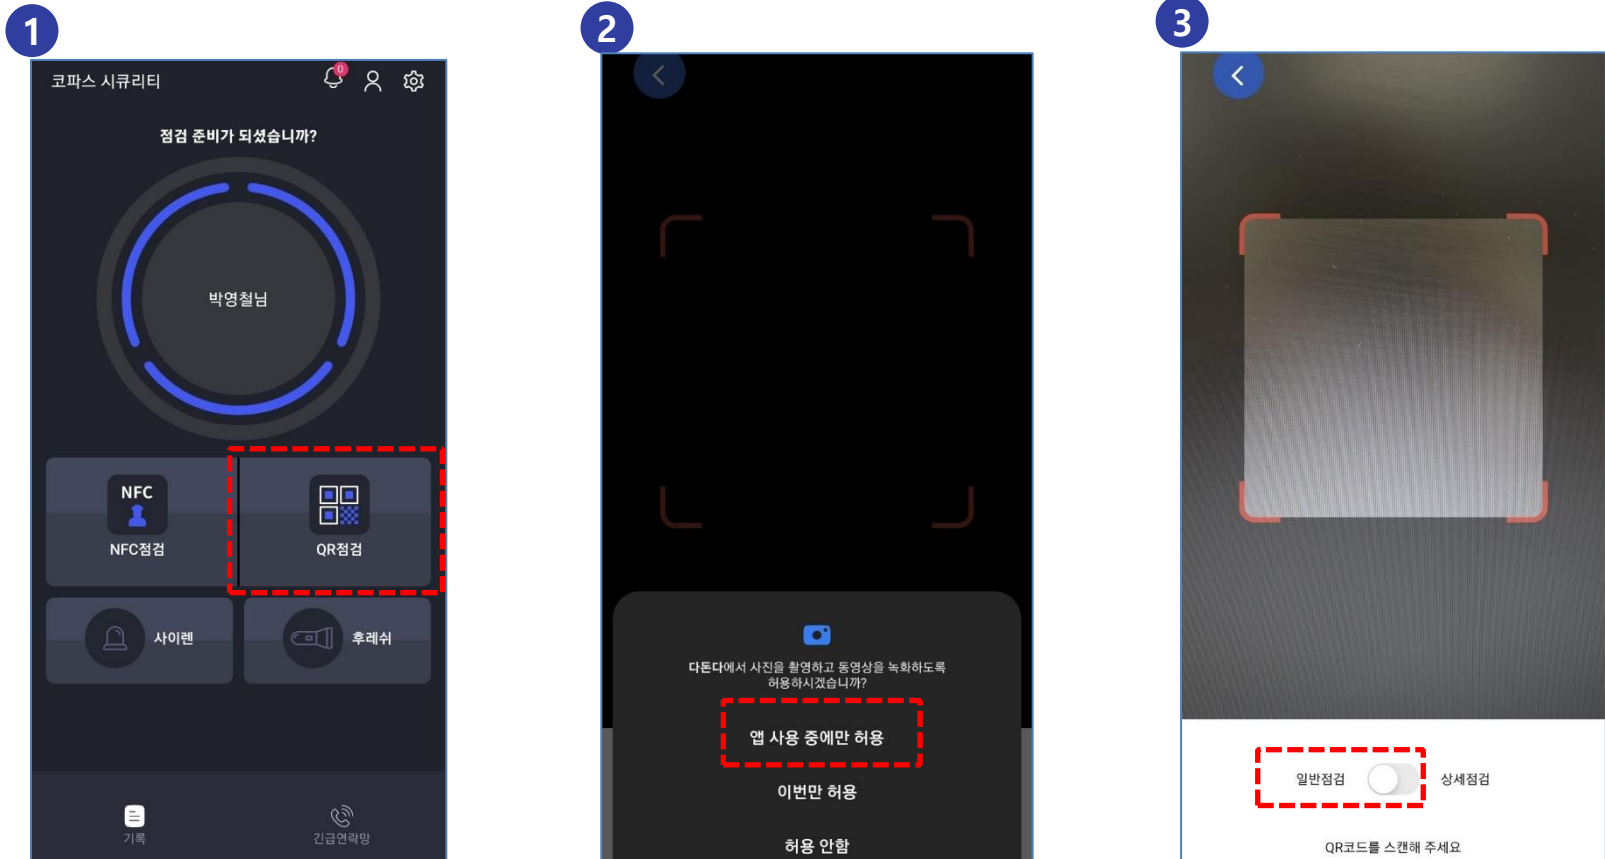 1
코파스 시큐리티
0
점검 준비가 되셨습니까?
박영철님
NFC
NFC점검
QR점검
사이렌
후레쉬
기록
긴급연락망
2
다돈다에서 사진을 촬영하고 동영상을 녹화하도록
허용하시겠습니까?
앱 사용 중에만 허용
이번만 허용
허용 안함
3
일반점검
상세점검
QR코드를 스캔해 주세요